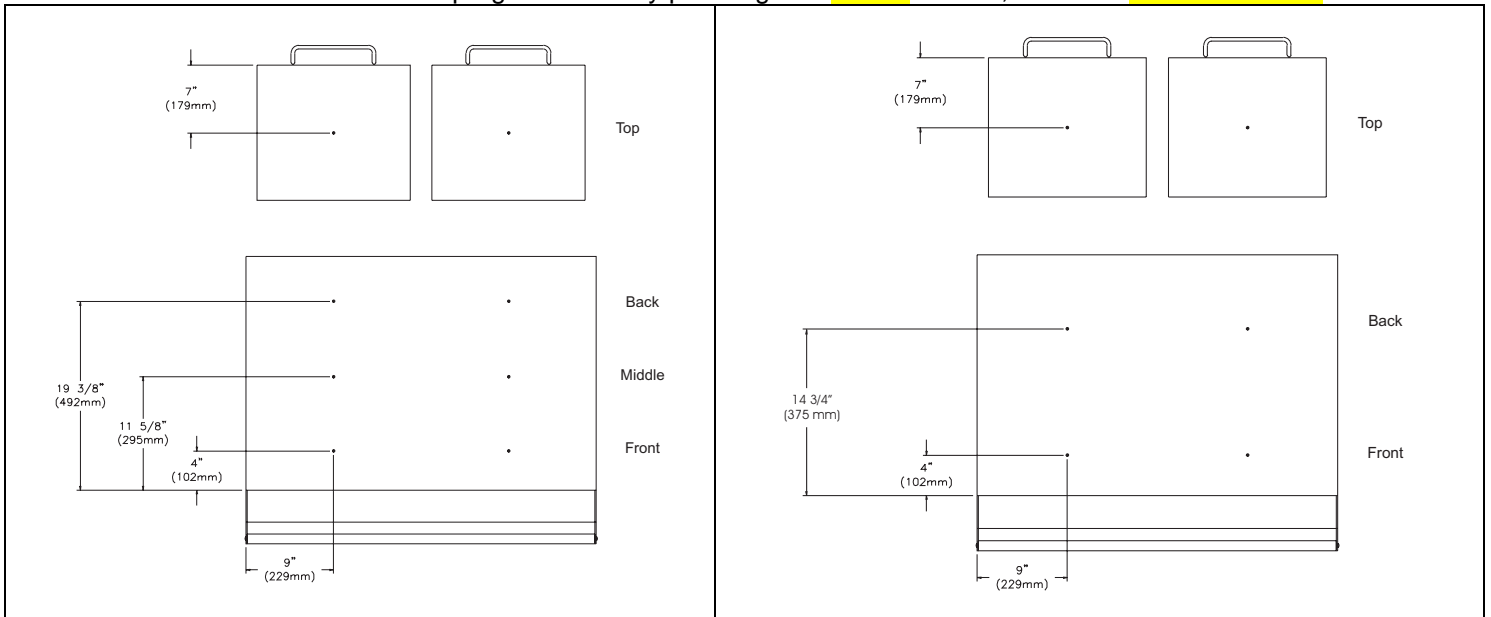 7"
(179mm)
Top
Back
Middle
Front
19 3/8"
(492mm)
11 5/8"
(295mm)
4"
(102mm)
9"
(229mm)
7"
(179mm)
Top
Back
Front
14 3/4"
(375 mm)
4"
(102mm)
9"
(229mm)